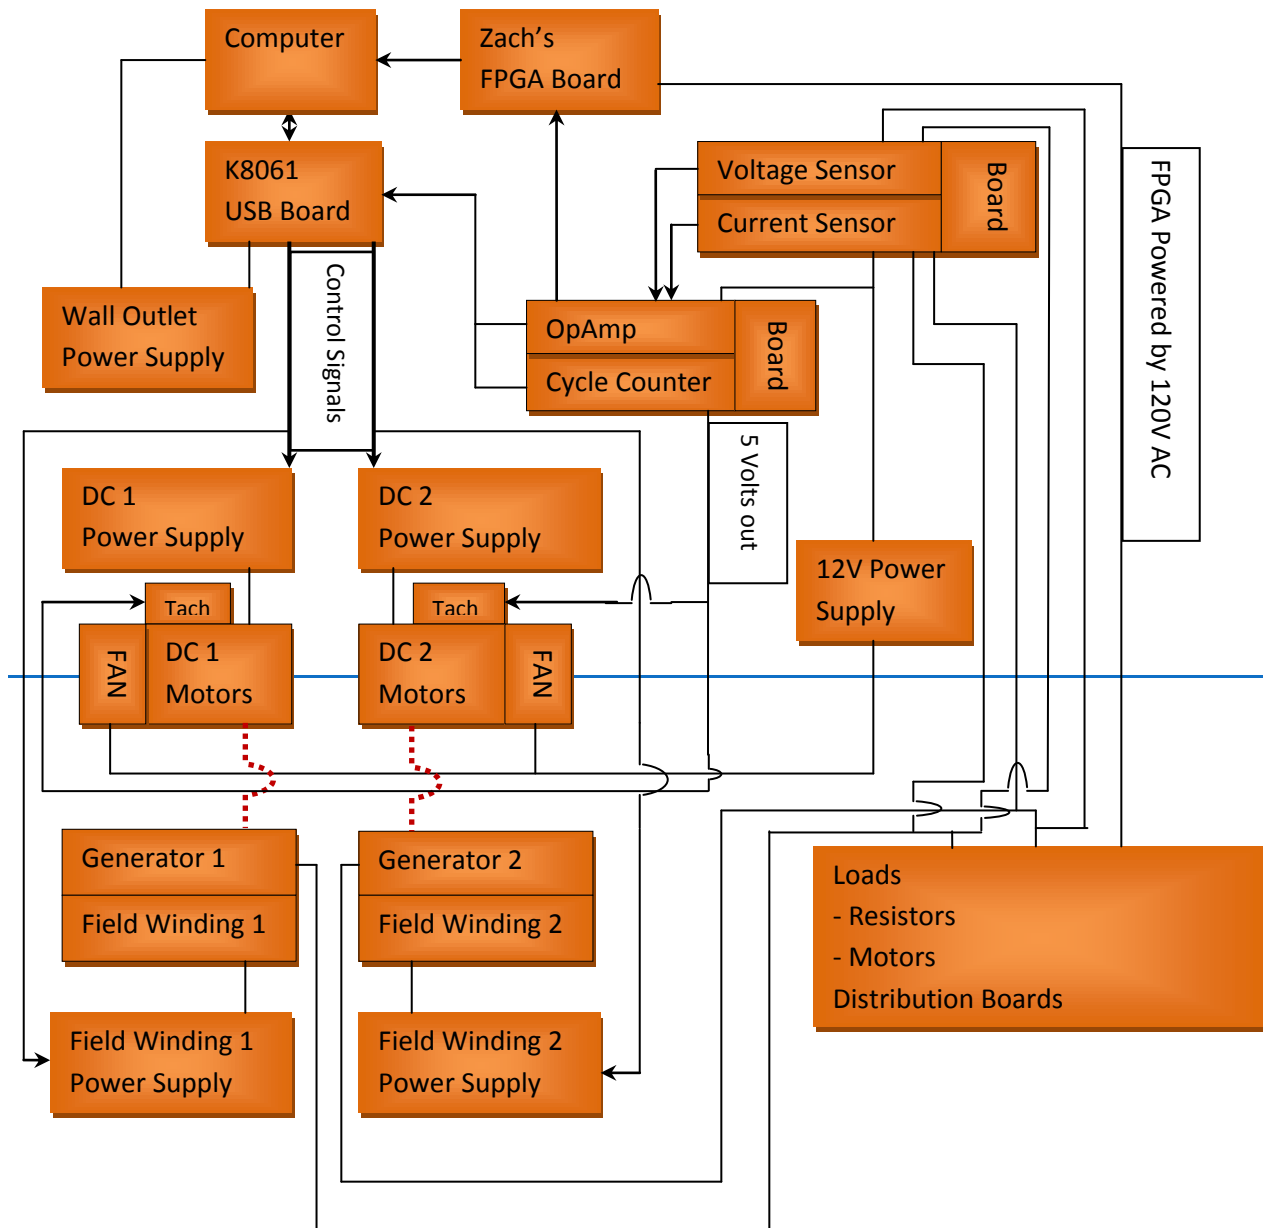 Computer
Zach’s
FPGA Board
K8061
USB Board
Voltage Sensor
Current Sensor
Board
FPGA Powered by 120V AC
Wall Outlet
Power Supply
Control Signals
OpAmp
Cycle Counter
Board
5 Volts out
DC 1
Power Supply
DC 2
Power Supply
12V Power
Supply
Tach
Tach
FAN
DC 1
Motors
DC 2
Motors
FAN
Generator 1
Field Winding 1
Generator 2
Field Winding 2
Loads
- Resistors
- Motors
Distribution Boards
Field Winding 1
Power Supply
Field Winding 2
Power Supply